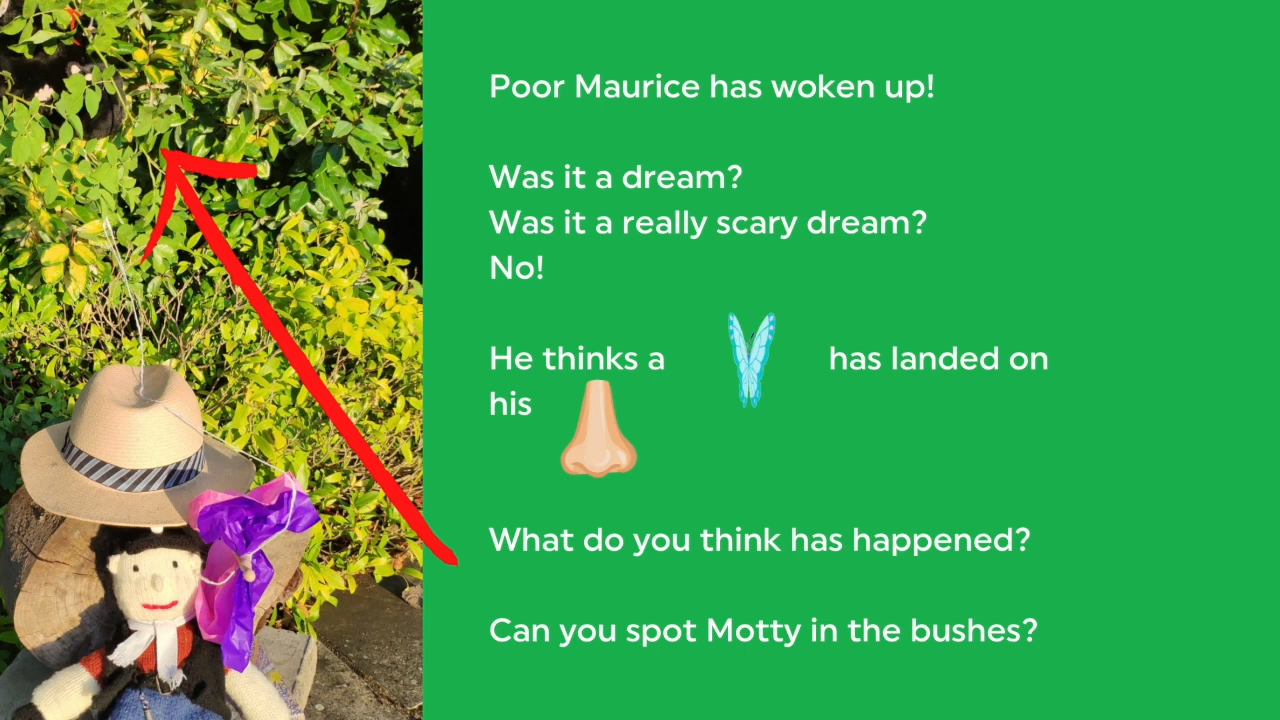 Poor Maurice has woken up!
Was it a dream?
Was it a really scary dream?
No!
He thinks a has landed on
his
What do you think has happened?
Can you spot Motty in the bushes?